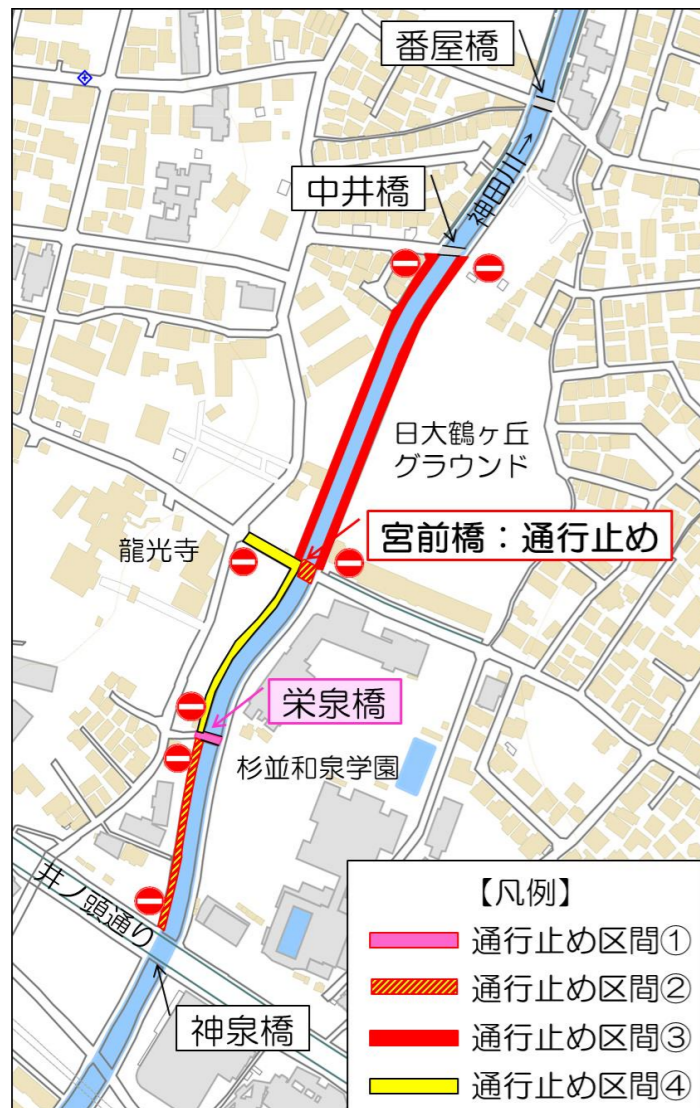 番屋橋
中井橋
神田川→
日大鶴ヶ丘
グラウンド
宮前橋：通行止め
龍光寺
栄泉橋
杉並和泉学園
井ノ頭通り
神泉橋
【凡例】
通行止め区間①
通行止め区間②
通行止め区間③
通行止め区間④